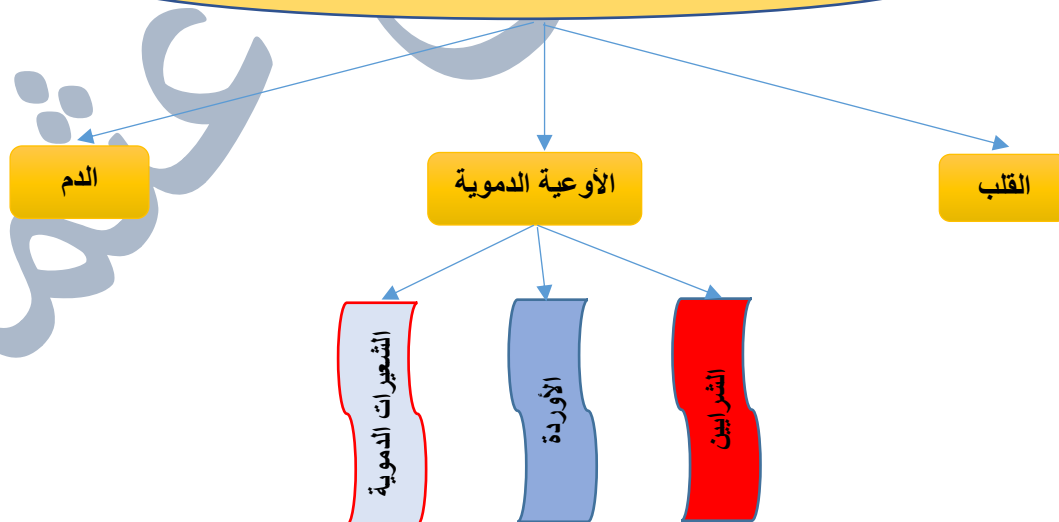 القلب
الأوعية الدموية
الدم
الشرايين
الأوردة
الشعيرات الدموية